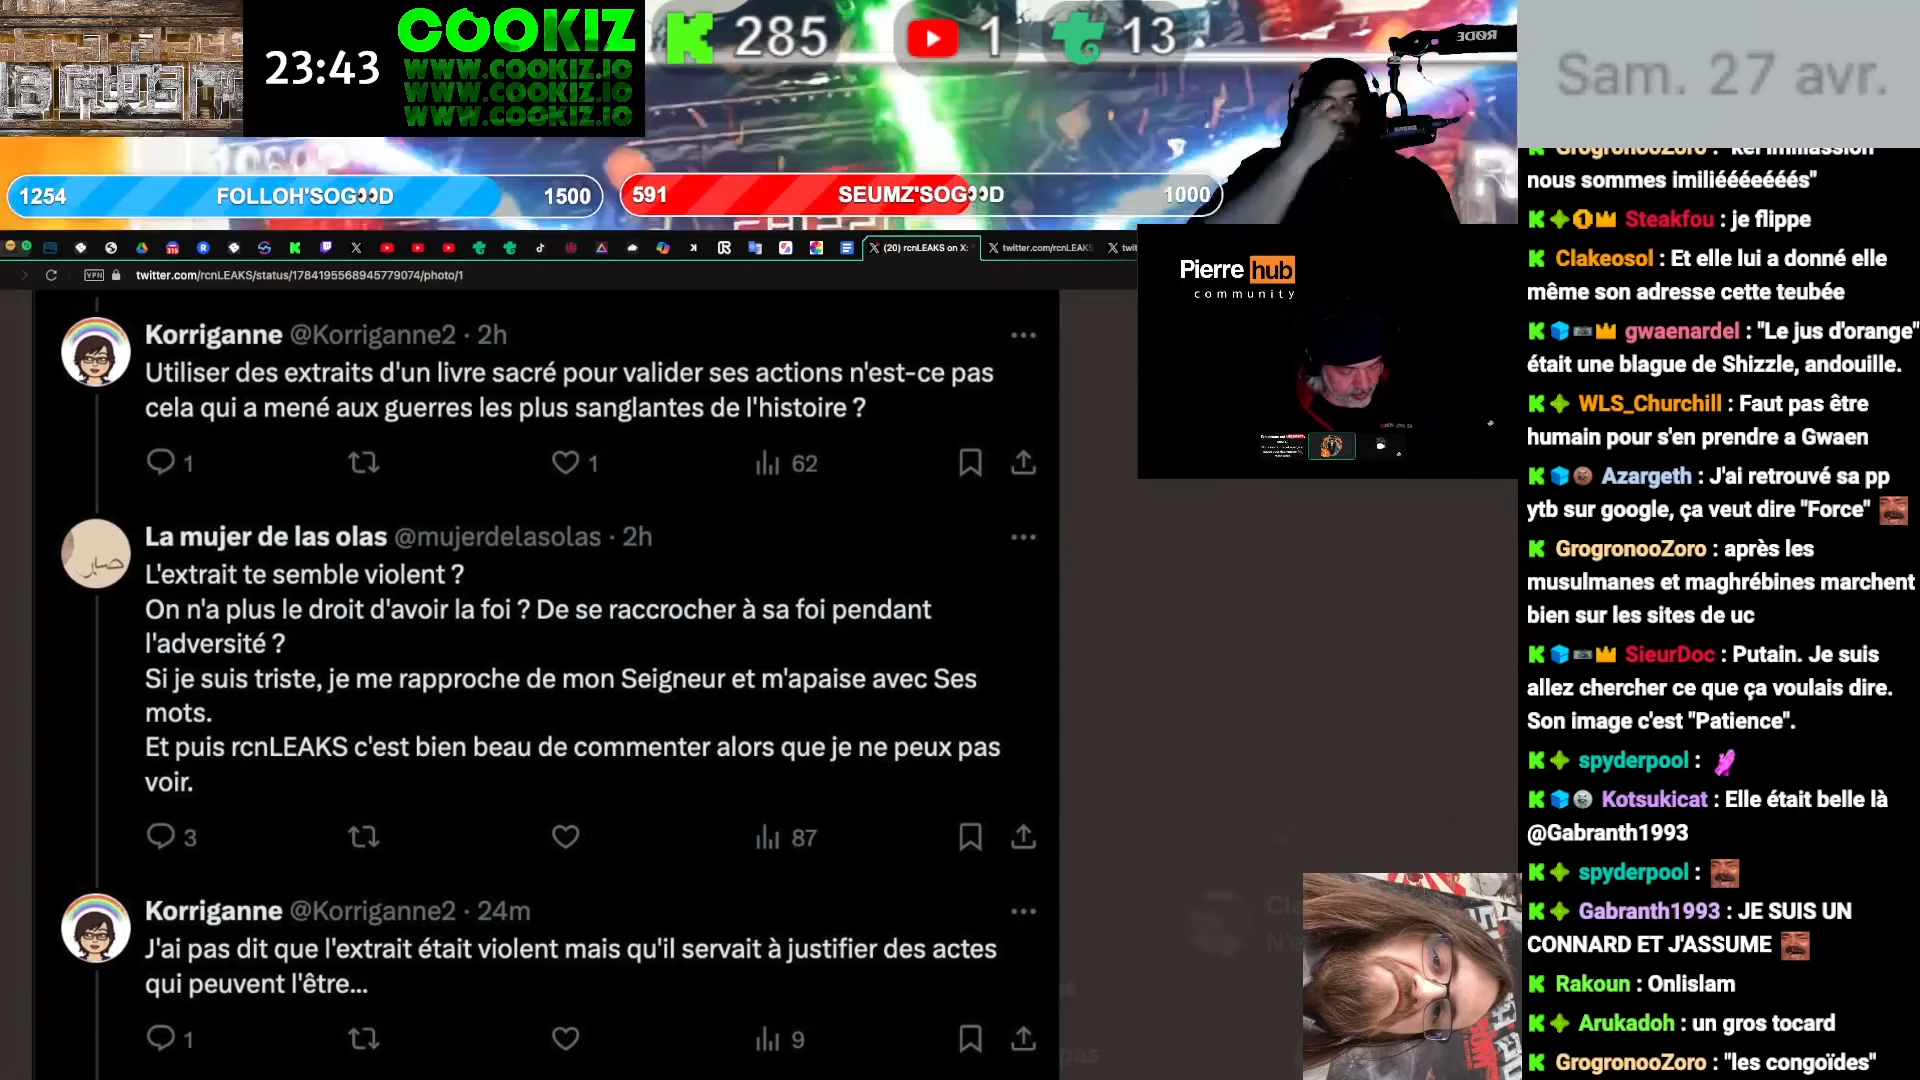 23:43
COOKIZ
WWW.COOKIZ.IO
WWW.COOKIZ.IO
WWW.COOKIZ.IO
285
1
13
RØDE
Sam. 27 avr.
1254 FOLLOH'SOG👀D 1500
591 SEUMZ'SOG👀D 1000
(20) rcnLEAKS on X:
twitter.com/rcnLEAKS
twit
VPN twitter.com/rcnLEAKS/status/1784195568945779074/photo/1
Korriganne @Korriganne2 · 2h
Utiliser des extraits d'un livre sacré pour valider ses actions n'est-ce pas
cela qui a mené aux guerres les plus sanglantes de l'histoire ?
1 1 62
La mujer de las olas @mujerdelasolas · 2h
L'extrait te semble violent ?
On n'a plus le droit d'avoir la foi ? De se raccrocher à sa foi pendant
l'adversité ?
Si je suis triste, je me rapproche de mon Seigneur et m'apaise avec Ses
mots.
Et puis rcnLEAKS c'est bien beau de commenter alors que je ne peux pas
voir.
3 87
Korriganne @Korriganne2 · 24m
J'ai pas dit que l'extrait était violent mais qu'il servait à justifier des actes
qui peuvent l'être...
1 9
Pierre hub
community
صبار
GrogronooZoro :
nous sommes imiliéééeééés"
Steakfou : je flippe
Clakeosol : Et elle lui a donné elle
même son adresse cette teubée
gwaenardel : "Le jus d'orange"
était une blague de Shizzle, andouille.
WLS_Churchill : Faut pas être
humain pour s'en prendre a Gwaen
Azargeth : J'ai retrouvé sa pp
ytb sur google, ça veut dire "Force"
GrogronooZoro : après les
musulmanes et maghrébines marchent
bien sur les sites de uc
SieurDoc : Putain. Je suis
allez chercher ce que ça voulais dire.
Son image c'est "Patience".
spyderpool :
Kotsukicat : Elle était belle là
@Gabranth1993
spyderpool :
Gabranth1993 : JE SUIS UN
CONNARD ET J'ASSUME
Rakoun : Onlislam
Arukadoh : un gros tocard
GrogronooZoro : "les congoïdes"